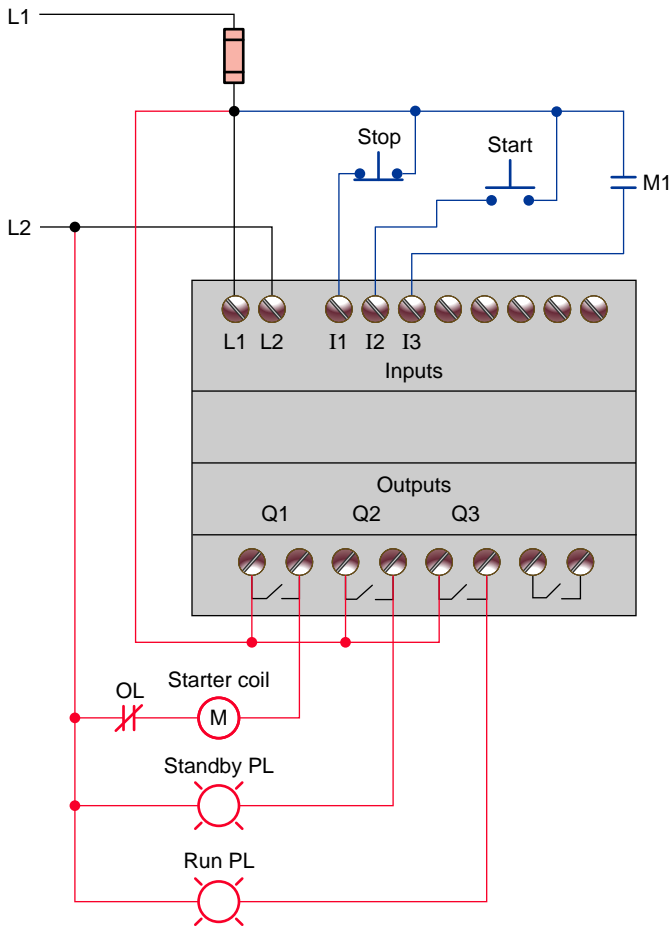 L1
Stop
Start
M1
L2
L1 L2 I1 I2 I3
Inputs
Outputs
Q1 Q2 Q3
OL
Starter coil
M
Standby PL
Run PL